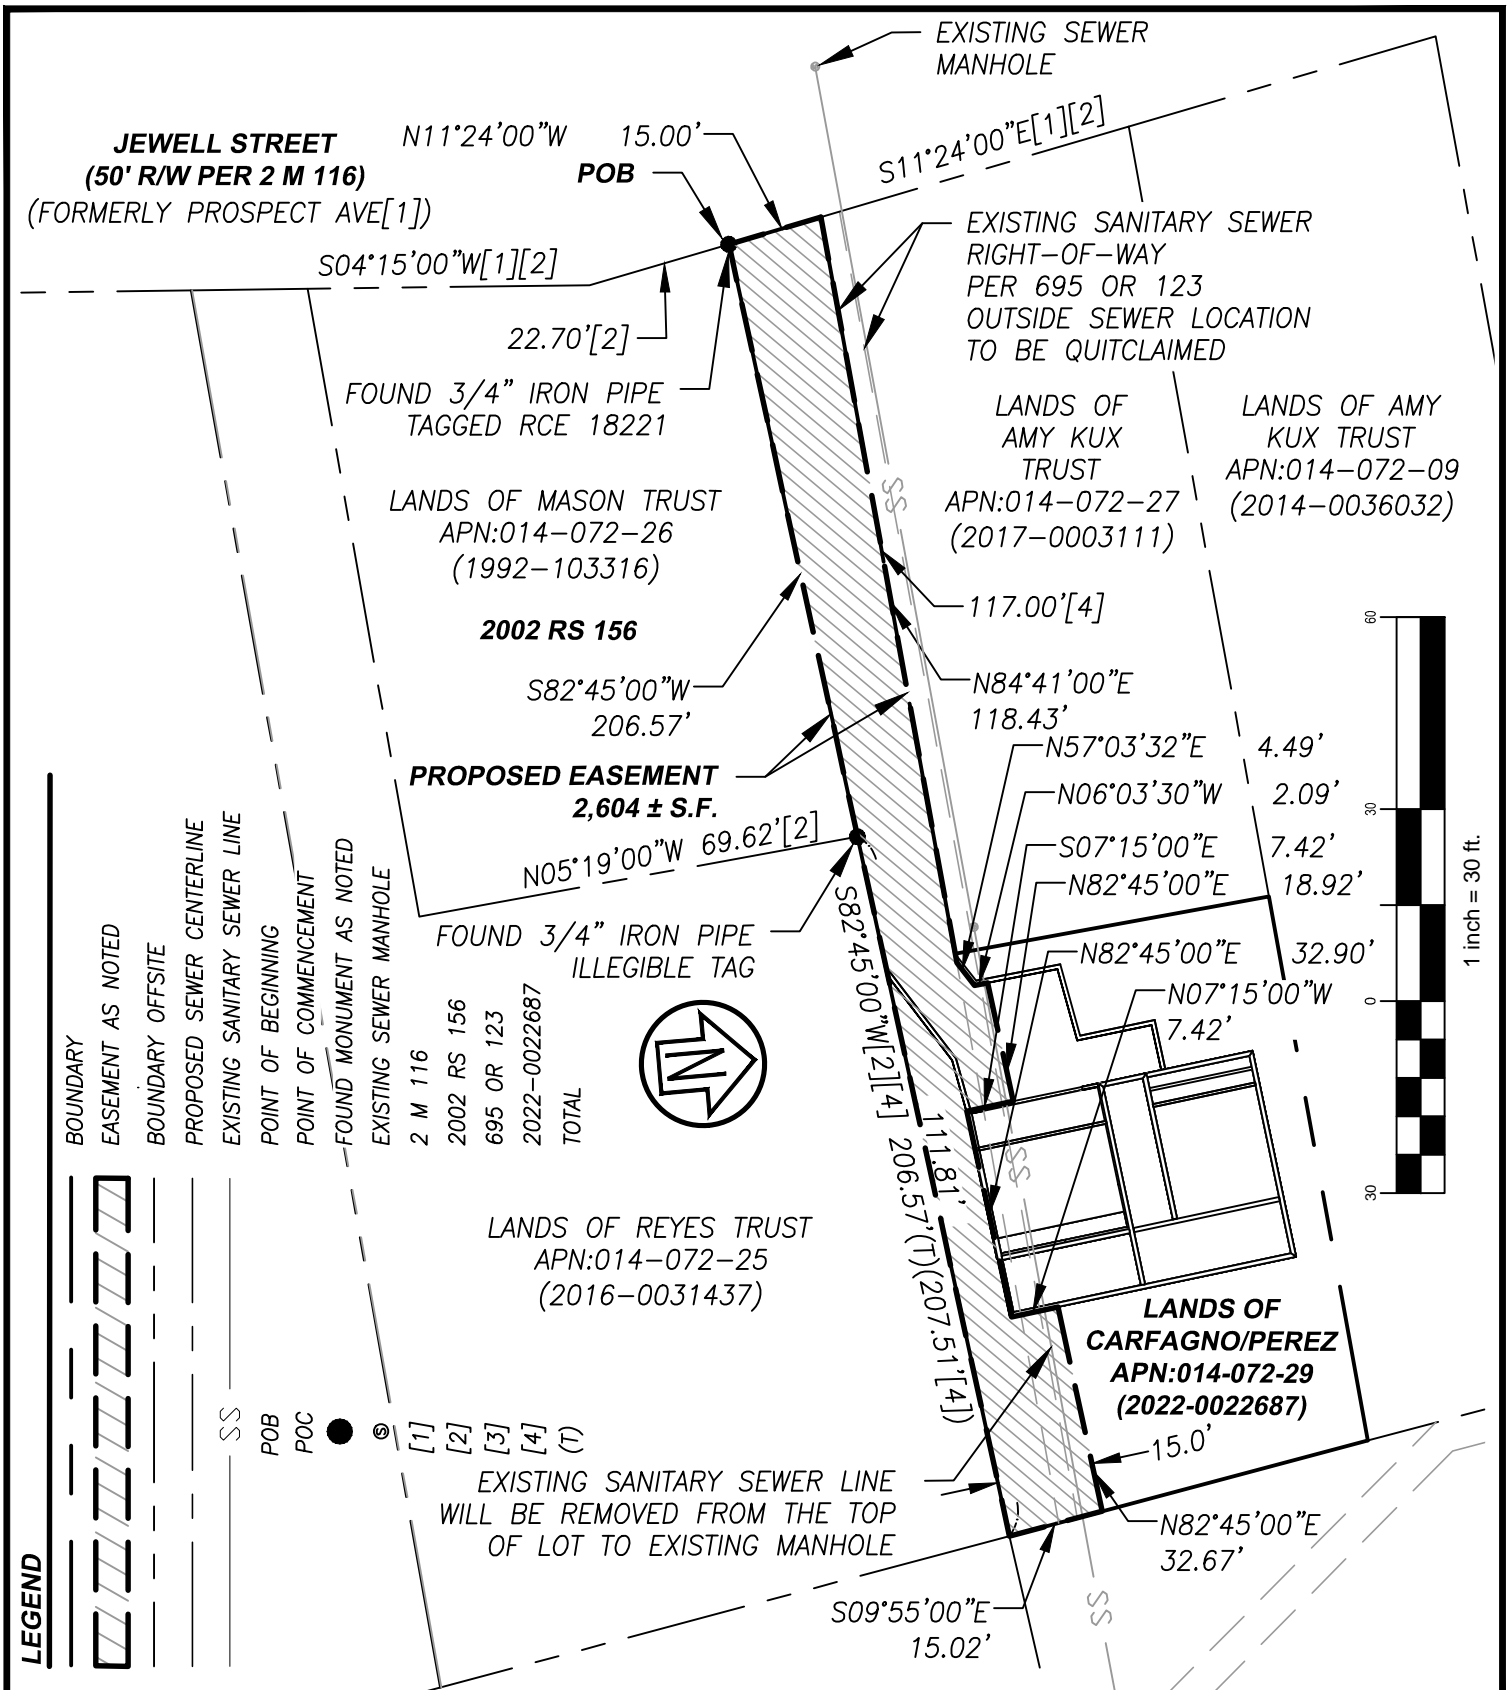 EXISTING SEWER
MANHOLE
JEWELL STREET
(50' R/W PER 2 M 116)
(FORMERLY PROSPECT AVE[1])
N11°24'00"W 15.00'
POB
S11°24'00"E[1][2]
S04°15'00"W[1][2]
22.70'[2]
FOUND 3/4" IRON PIPE
TAGGED RCE 18221
EXISTING SANITARY SEWER
RIGHT-OF-WAY
PER 695 OR 123
OUTSIDE SEWER LOCATION
TO BE QUITCLAIMED
LANDS OF
AMY KUX
TRUST
APN:014-072-27
(2017-0003111)
LANDS OF AMY
KUX TRUST
APN:014-072-09
(2014-0036032)
LANDS OF MASON TRUST
APN:014-072-26
(1992-103316)
2002 RS 156
SS
117.00'[4]
S82°45'00"W
206.57'
N84°41'00"E
118.43'
PROPOSED EASEMENT
2,604 ± S.F.
N57°03'32"E 4.49'
N06°03'30"W 2.09'
S07°15'00"E 7.42'
N82°45'00"E 18.92'
N82°45'00"E 32.90'
N07°15'00"W
7.42'
N05°19'00"W 69.62'[2]
FOUND 3/4" IRON PIPE
ILLEGIBLE TAG
S82°45'00"W[2][4] 206.57'(T)(207.51'[4])
111.81'
SS
N
60
30
0
30
1 inch = 30 ft.
LANDS OF REYES TRUST
APN:014-072-25
(2016-0031437)
LANDS OF
CARFAGNO/PEREZ
APN:014-072-29
(2022-0022687)
15.0'
EXISTING SANITARY SEWER LINE
WILL BE REMOVED FROM THE TOP
OF LOT TO EXISTING MANHOLE
N82°45'00"E
32.67'
S09°55'00"E
15.02'
SS
LEGEND
BOUNDARY
EASEMENT AS NOTED
BOUNDARY OFFSITE
PROPOSED SEWER CENTERLINE
SS EXISTING SANITARY SEWER LINE
POB POINT OF BEGINNING
POC POINT OF COMMENCEMENT
FOUND MONUMENT AS NOTED
S EXISTING SEWER MANHOLE
[1] 2 M 116
[2] 2002 RS 156
[3] 695 OR 123
[4] 2022-0022687
(T) TOTAL